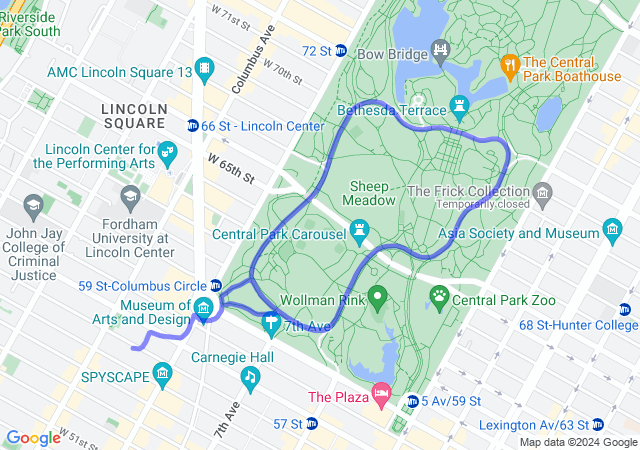 Riverside
Park South
W 71st St
Columbus Ave
72 St
AMC Lincoln Square 13
W 70th St
Bow Bridge
The Central
Park Boathouse
LINCOLN
SQUARE
Bethesda Terrace
66 St - Lincoln Center
Lincoln Center for
the Performing Arts
W 65th St
Sheep
Meadow
The Frick Collection
Temporarily closed
John Jay
College of
Criminal
Justice
Fordham
University at
Lincoln Center
Central Park Carousel
Asia Society and Museum
59 St-Columbus Circle
Museum of
Arts and Design
Wollman Rink
Central Park Zoo
7th Ave
68 St-Hunter College
Carnegie Hall
SPYSCAPE
The Plaza
5 Av/59 St
7th Ave
57 St
Lexington Av/63 St
W 51st St
Google
Map data ©2024 Google